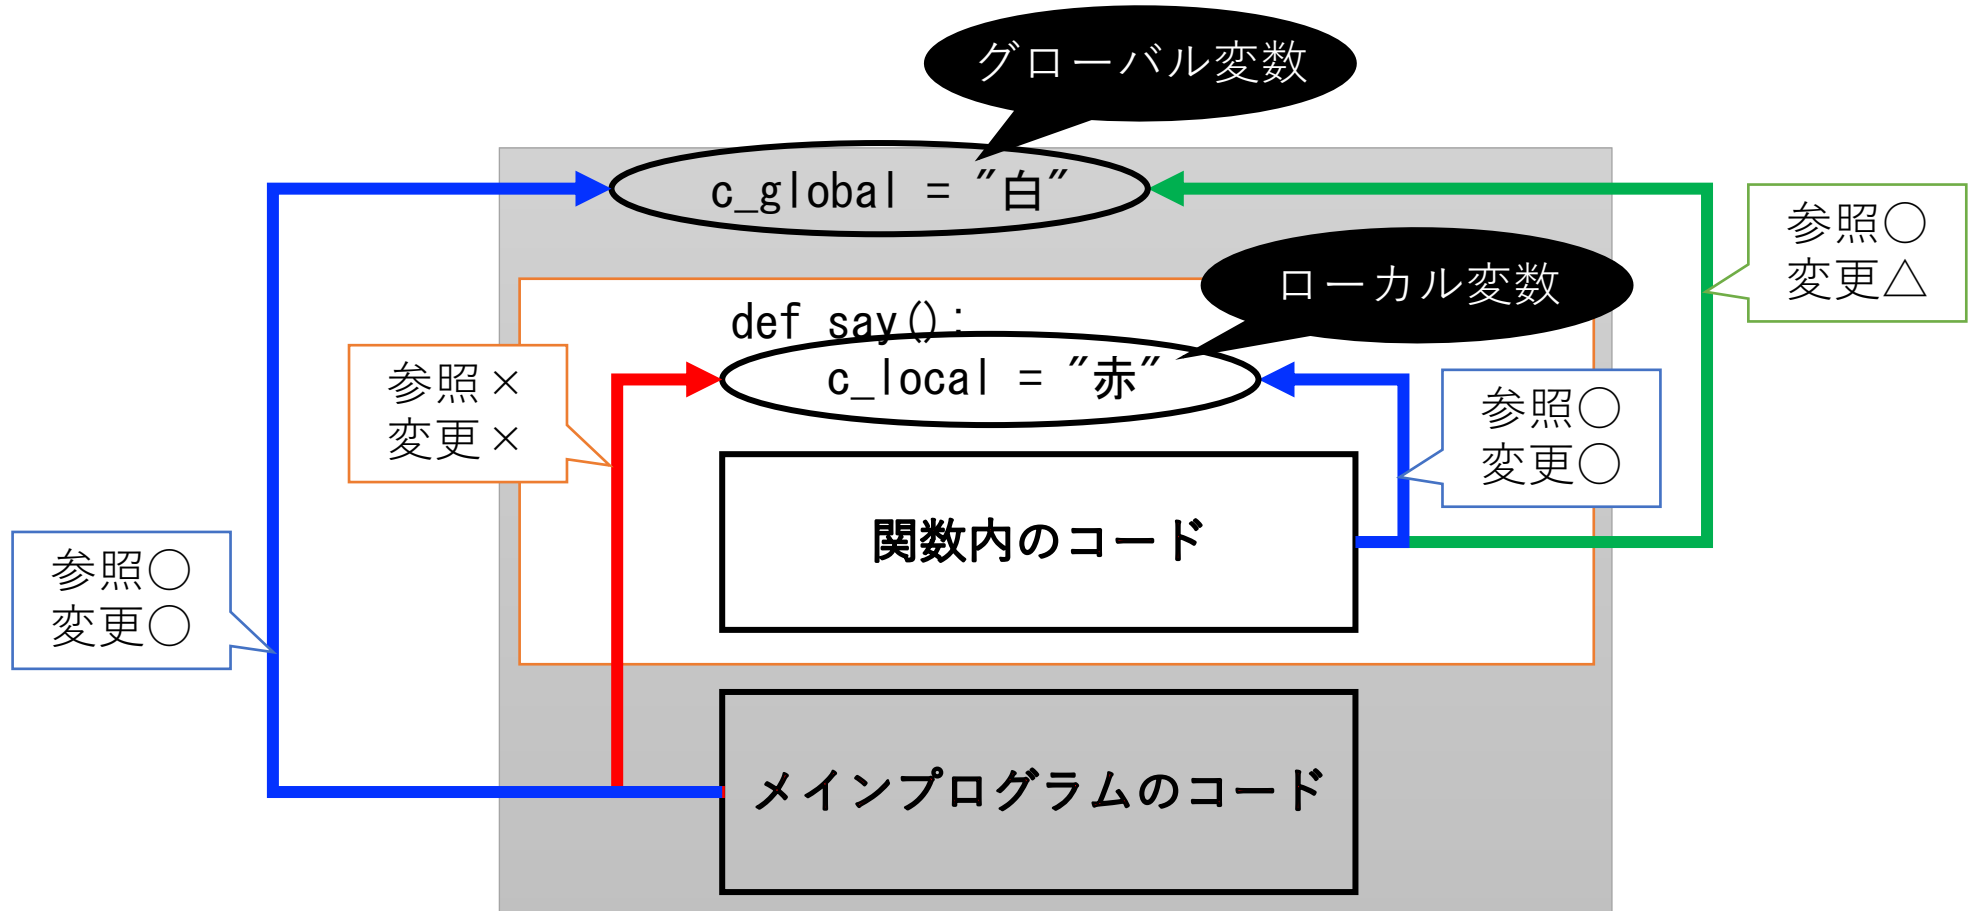 グローバル変数
c_global = "白"
参照○
変更△
ローカル変数
def say():
c_local = "赤"
参照×
変更×
参照○
変更○
関数内のコード
参照○
変更○
メインプログラムのコード